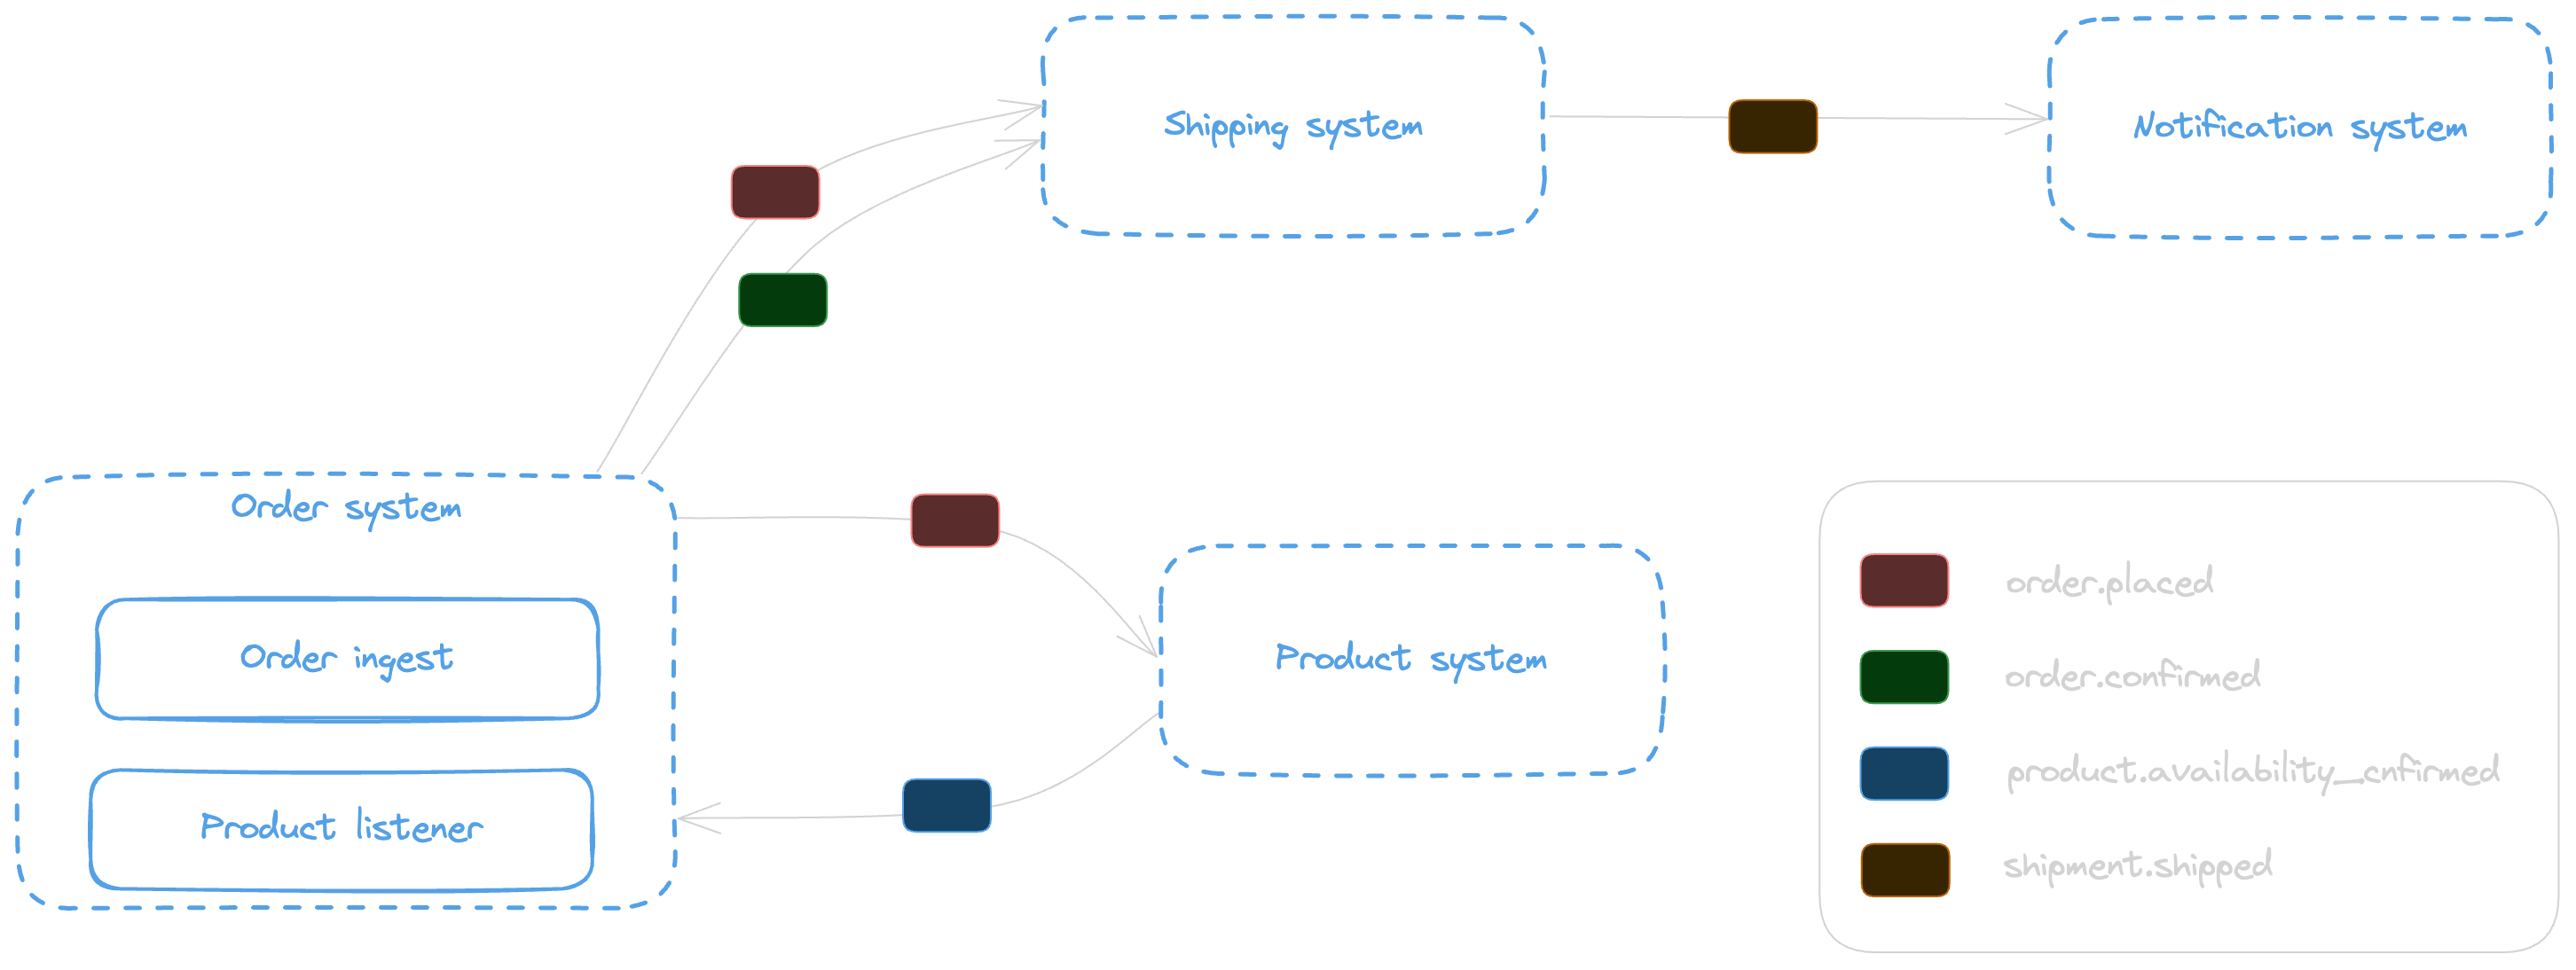 Shipping system
Notification system
Order system
Order ingest
Product listener
Product system
order.placed
order.confirmed
product.availability_cnfirmed
shipment.shipped